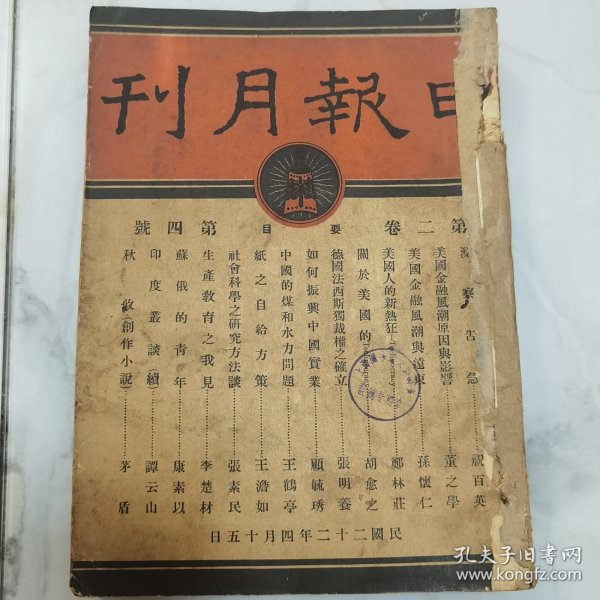 申報月刊
第二卷 要目 第四號
察 急⋯⋯祝百英
美國金融風潮原因與影響⋯⋯董之學
美國金融風潮與遠東⋯⋯孫懷仁
美國人的新熱狂⋯⋯鄭林莊
關於美國的⋯⋯胡愈之
德國法西斯獨裁權之確立⋯⋯張明養
如何振興中國實業⋯⋯顧毓琇
中國的煤和水力問題⋯⋯王鶴亭
紙之自給方策⋯⋯王澹如
社會科學之研究方法談⋯⋯張素民
生產教育之我見⋯⋯李楚材
蘇俄的青年⋯⋯康素以
印度叢談(續)⋯⋯譚云山
秋收(創作小說)⋯⋯茅盾
民國二十二年四月十五日
孔夫子旧书网
www.kongfz.com